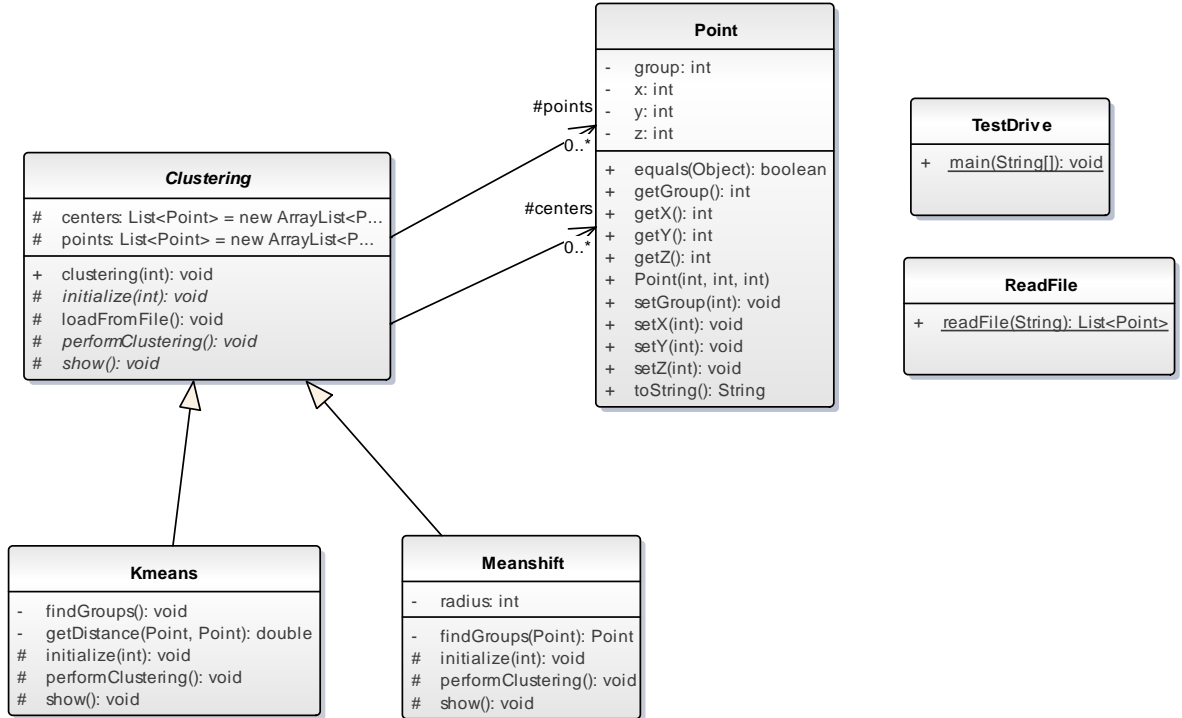 Point
- group: int
- x: int
- y: int
- z: int
+ equals(Object): boolean
+ getGroup(): int
+ getX(): int
+ getY(): int
+ getZ(): int
+ Point(int, int, int)
+ setGroup(int): void
+ setX(int): void
+ setY(int): void
+ setZ(int): void
+ toString(): String
#points
0..*
#centers
0..*
TestDrive
+ main(String[]): void
ReadFile
+ readFile(String): List<Point>
Clustering
# centers: List<Point> = new ArrayList<P...
# points: List<Point> = new ArrayList<P...
+ clustering(int): void
# initialize(int): void
# loadFromFile(): void
# performClustering(): void
# show(): void
Kmeans
- findGroups(): void
- getDistance(Point, Point): double
# initialize(int): void
# performClustering(): void
# show(): void
Meanshift
- radius: int
- findGroups(Point): Point
# initialize(int): void
# performClustering(): void
# show(): void